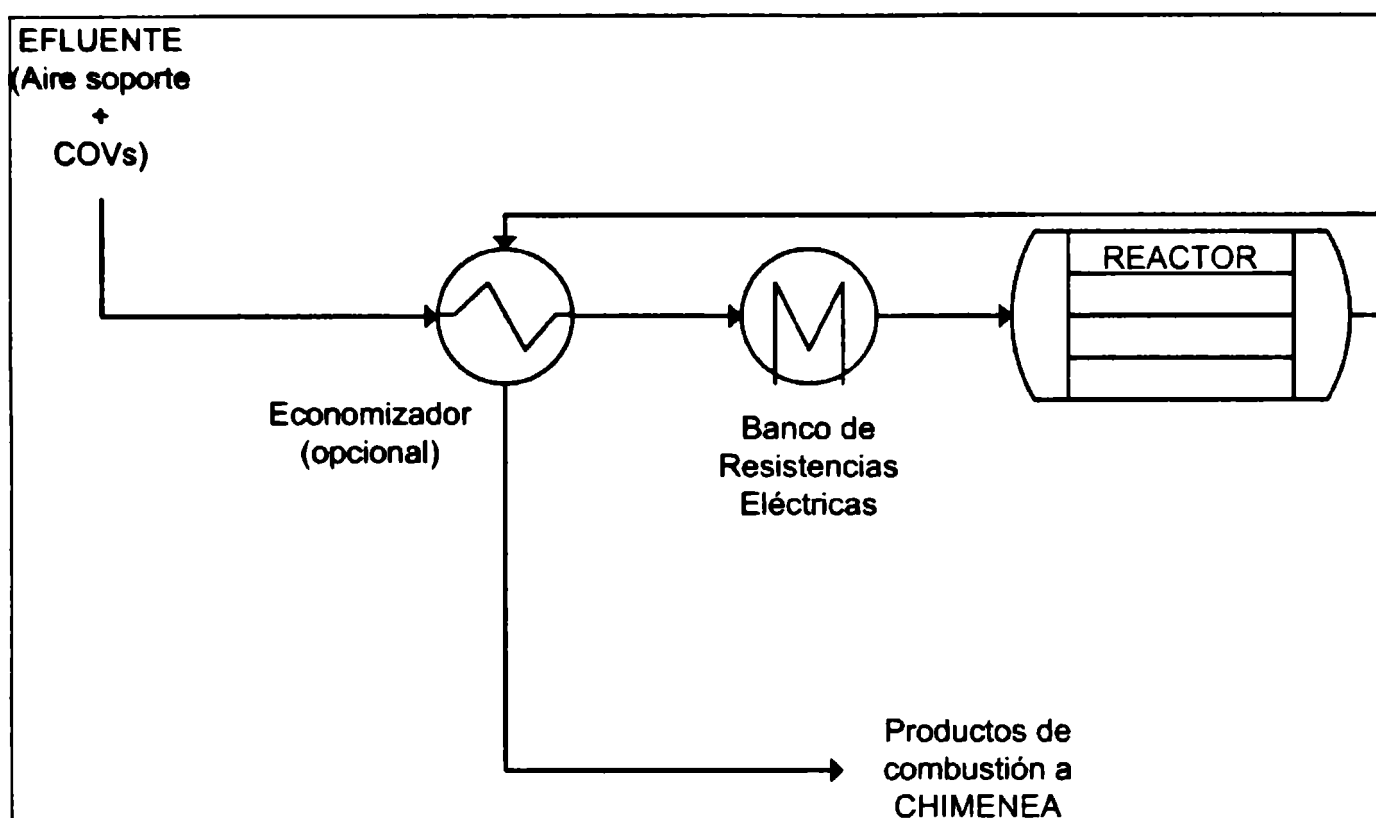 EFLUENTE
(Aire soporte
+
COVs)
REACTOR
Economizador
(opcional)
Banco de
Resistencias
Eléctricas
Productos de
combustión a
CHIMENEA